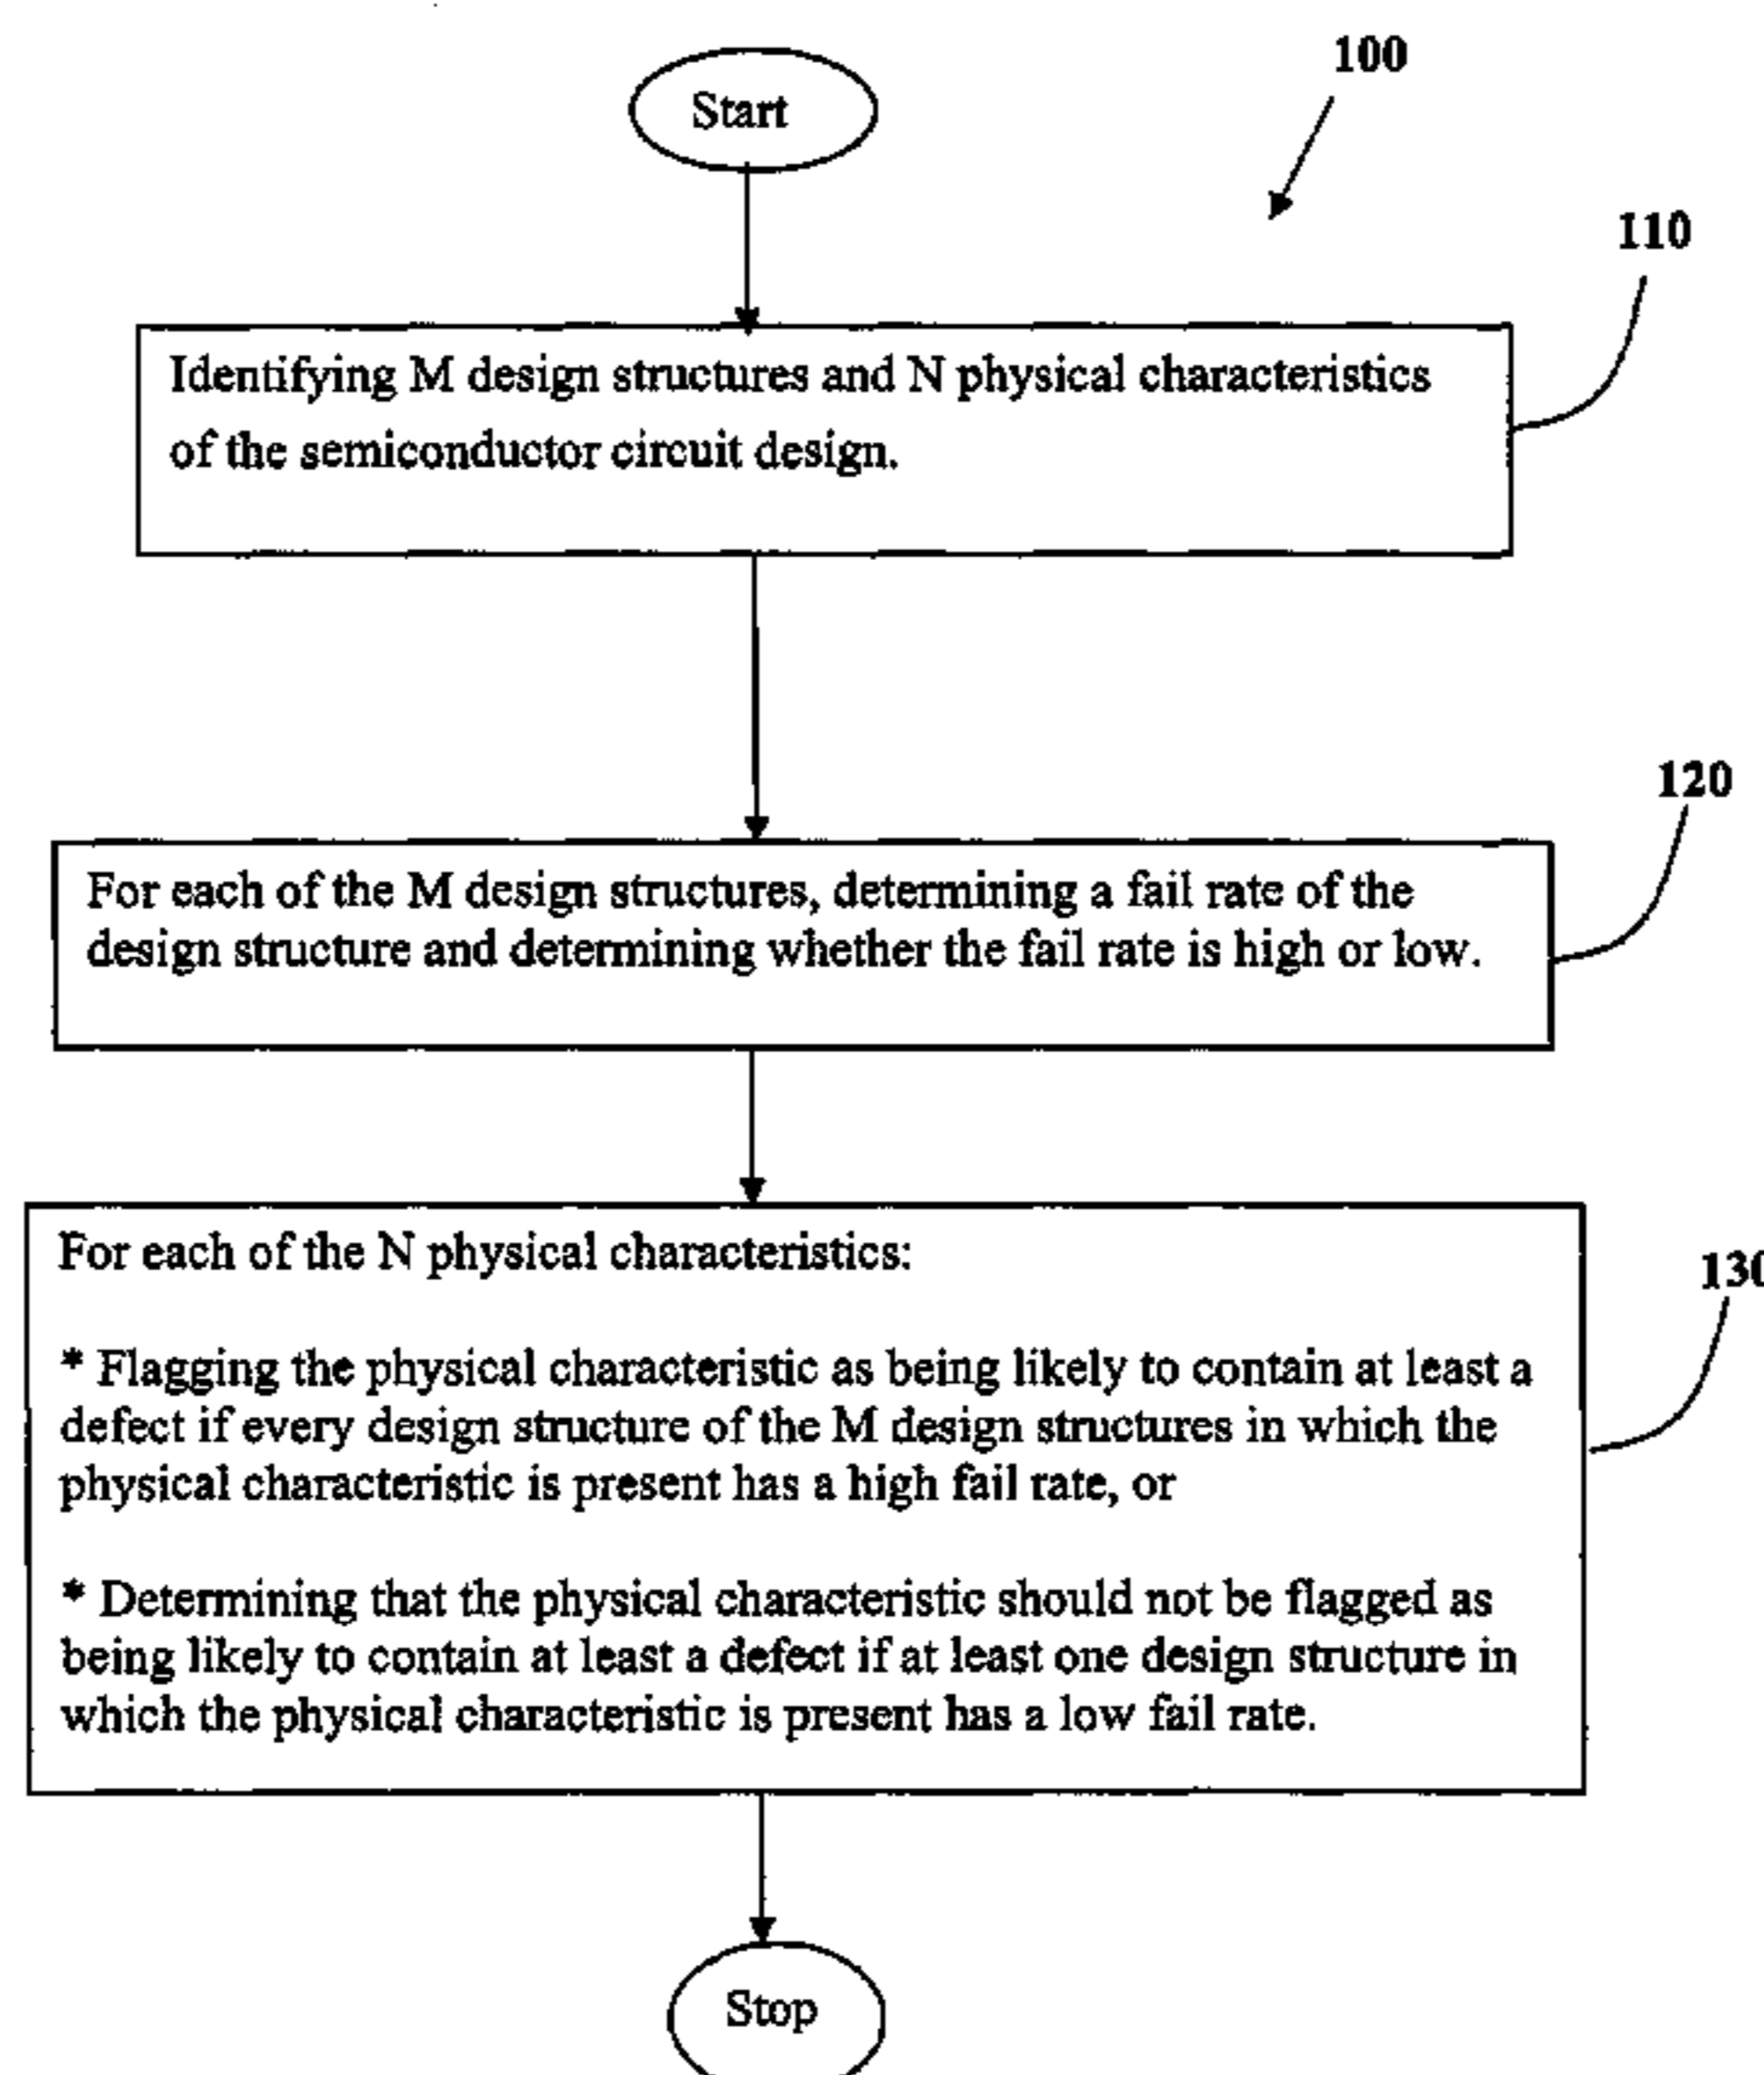 Start
100
110
Identifying M design structures and N physical characteristics
of the semiconductor circuit design.
120
For each of the M design structures, determining a fail rate of the
design structure and determining whether the fail rate is high or low.
For each of the N physical characteristics:
130
* Flagging the physical characteristic as being likely to contain at least a
defect if every design structure of the M design structures in which the
physical characteristic is present has a high fail rate, or
* Determining that the physical characteristic should not be flagged as
being likely to contain at least a defect if at least one design structure in
which the physical characteristic is present has a low fail rate.
Stop